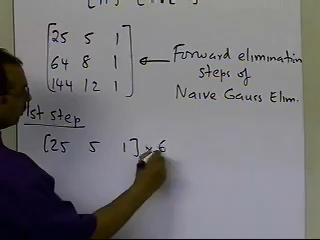 25 5 1
64 8 1
144 12 1
← Forward elimination
steps of
Naive Gauss Elim.
1st step
[25 5 1] × 6